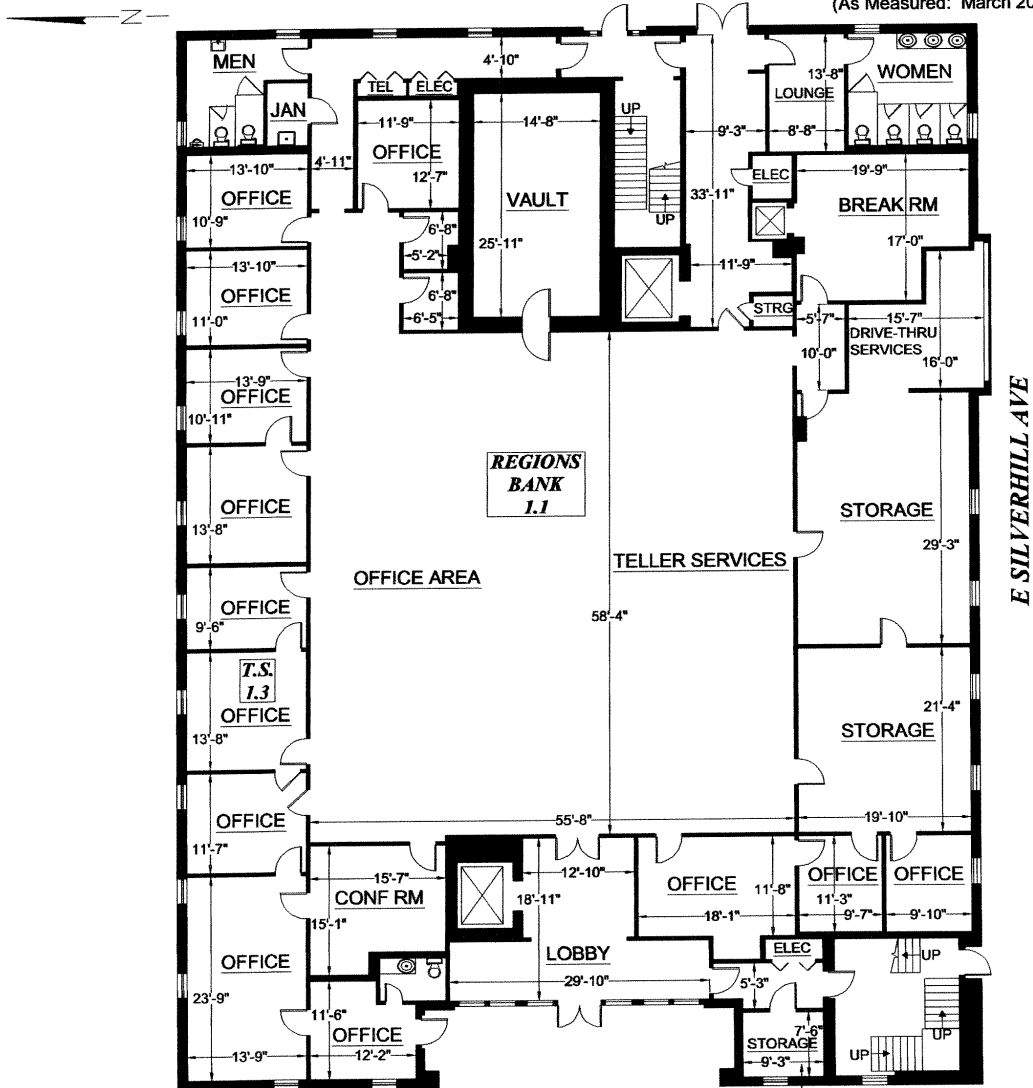 (As Measured: March 20
N
MEN
4'-10"
TEL
ELEC
JAN
11'-9"
OFFICE
12'-7"
4'-11"
14'-8"
VAULT
25'-11"
UP
UP
9'-3"
33'-11"
13'-8"
LOUNGE
8'-8"
WOMEN
ELEC
19'-9"
BREAK RM
17'-0"
13'-10"
OFFICE
10'-9"
6'-8"
5'-2"
6'-8"
6'-5"
11'-9"
STRG
5'-7"
10'-0"
15'-7"
DRIVE-THRU
SERVICES
16'-0"
13'-10"
OFFICE
11'-0"
13'-9"
OFFICE
10'-11"
OFFICE
13'-8"
REGIONS
BANK
1.1
STORAGE
29'-3"
E SILVERHILL AVE
OFFICE AREA
TELLER SERVICES
58'-4"
OFFICE
9'-6"
T.S.
1.3
OFFICE
13'-8"
21'-4"
STORAGE
19'-10"
OFFICE
11'-7"
55'-8"
15'-7"
CONF RM
15'-1"
12'-10"
18'-11"
OFFICE
11'-8"
18'-1"
OFFICE
11'-3"
9'-7"
OFFICE
9'-10"
OFFICE
23'-9"
13'-9"
LOBBY
29'-10"
ELEC
5'-3"
UP
11'-6"
OFFICE
12'-2"
7'-6"
STORAGE
9'-3"
UP
UP